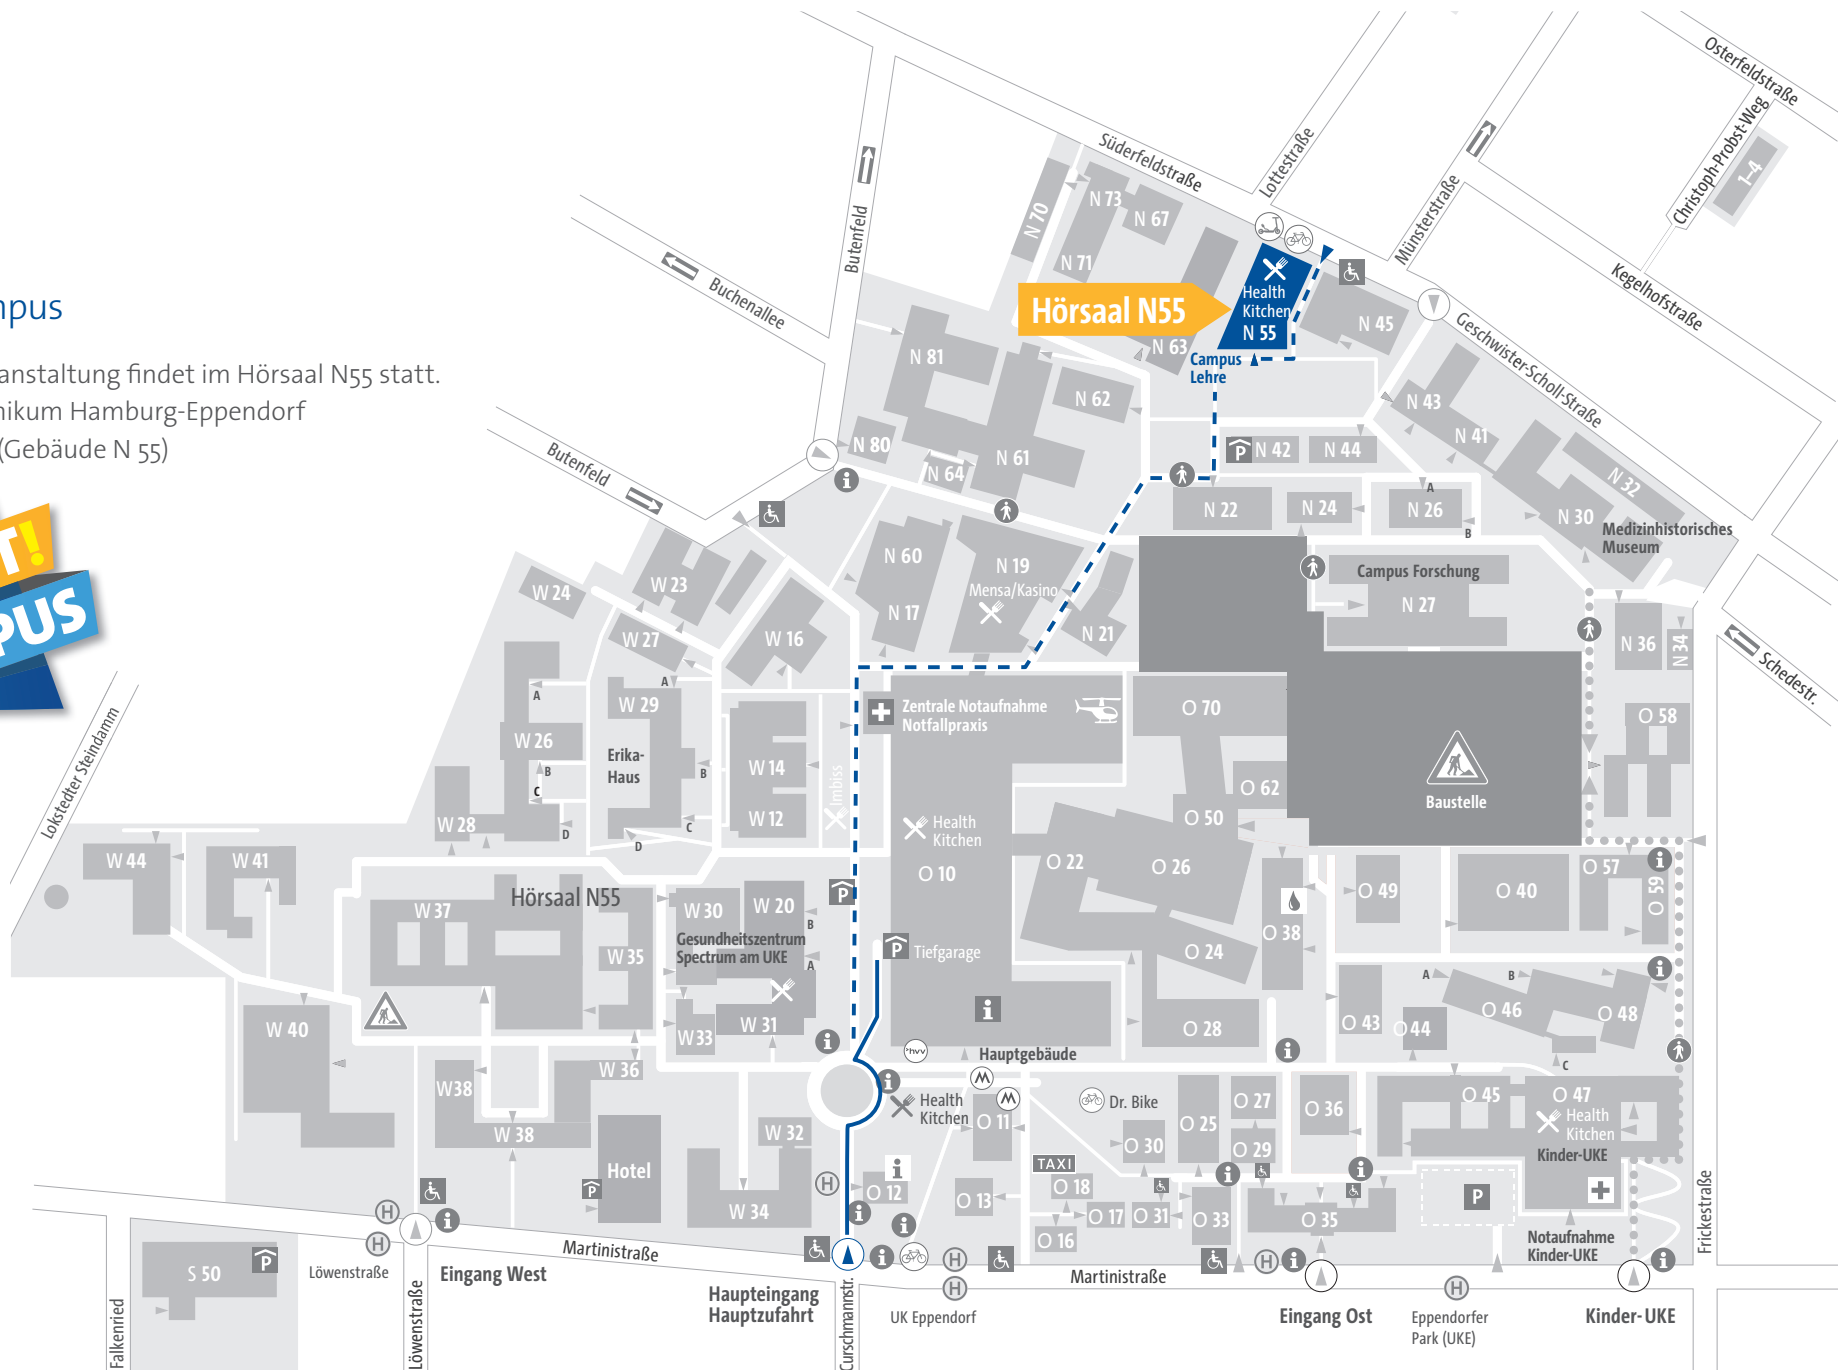 mpus
anstaltung findet im Hörsaal N55 statt.
nikum Hamburg-Eppendorf
(Gebäude N 55)
T!
PUS
Osterfeldstraße
Christoph-Probst-Weg
1–4
Süderfeldstraße
Lottestraße
Münsterstraße
Kegelhofstraße
Geschwister-Scholl-Straße
Butenfeld
Buchenallee
Butenfeld
N 70
N 73
N 67
N 71
Hörsaal N55
Health
Kitchen
N 55
N 45
N 63
Campus
Lehre
N 81
N 62
N 80
N 64
N 61
N 43
N 41
P
N 42
N 44
N 32
N 22
N 24
A
N 26
B
N 30
Medizinhistorisches
Museum
N 60
N 19
Mensa/Kasino
N 17
N 21
Campus Forschung
N 27
N 36
N 34
Schedestr.
W 24
W 23
W 27
W 16
A
W 29
A
W 26
B
C
D
Erika-
Haus
B
C
D
W 14
W 12
Imbiss
W 28
Zentrale Notaufnahme
Notfallpraxis
O 70
O 62
O 50
Baustelle
O 58
Lokstedter Steindamm
W 44
W 41
Hörsaal N55
W 37
W 35
W 30
W 20
B
A
Gesundheitszentrum
Spectrum am UKE
W 33
W 31
P
Health
Kitchen
O 10
P
Tiefgarage
O 22
O 26
O 24
O 28
O 38
O 49
O 40
O 57
O 59
A
B
O 46
O 48
O 43
O 44
C
W 40
W 38
W 36
W 38
Hotel
P
W 32
W 34
H
hvv
Hauptgebäude
Health
Kitchen
O 11
O 12
O 13
Dr. Bike
TAXI
O 18
O 17
O 16
O 30
O 31
O 25
O 33
O 27
O 29
O 36
O 35
O 45
O 47
Health
Kitchen
Kinder-UKE
P
Notaufnahme
Kinder-UKE
Frickestraße
S 50
P
H
H
Löwenstraße
Falkenried
Löwenstraße
Eingang West
Martinistraße
Haupteingang
Hauptzufahrt
Curschmannstr.
H
H
UK Eppendorf
Martinistraße
H
Eingang Ost
H
Eppendorfer
Park (UKE)
Kinder-UKE